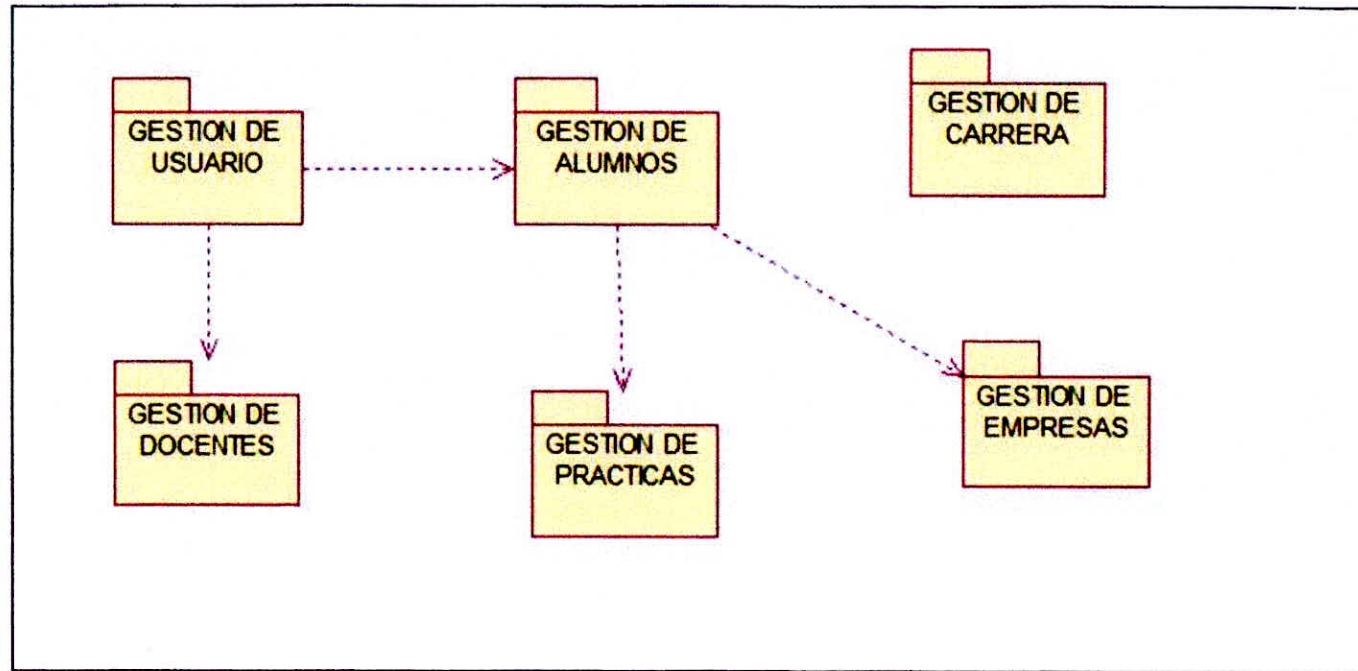 GESTION DE
USUARIO
GESTION DE
ALUMNOS
GESTION DE
CARRERA
GESTION DE
DOCENTES
GESTION DE
PRACTICAS
GESTION DE
EMPRESAS